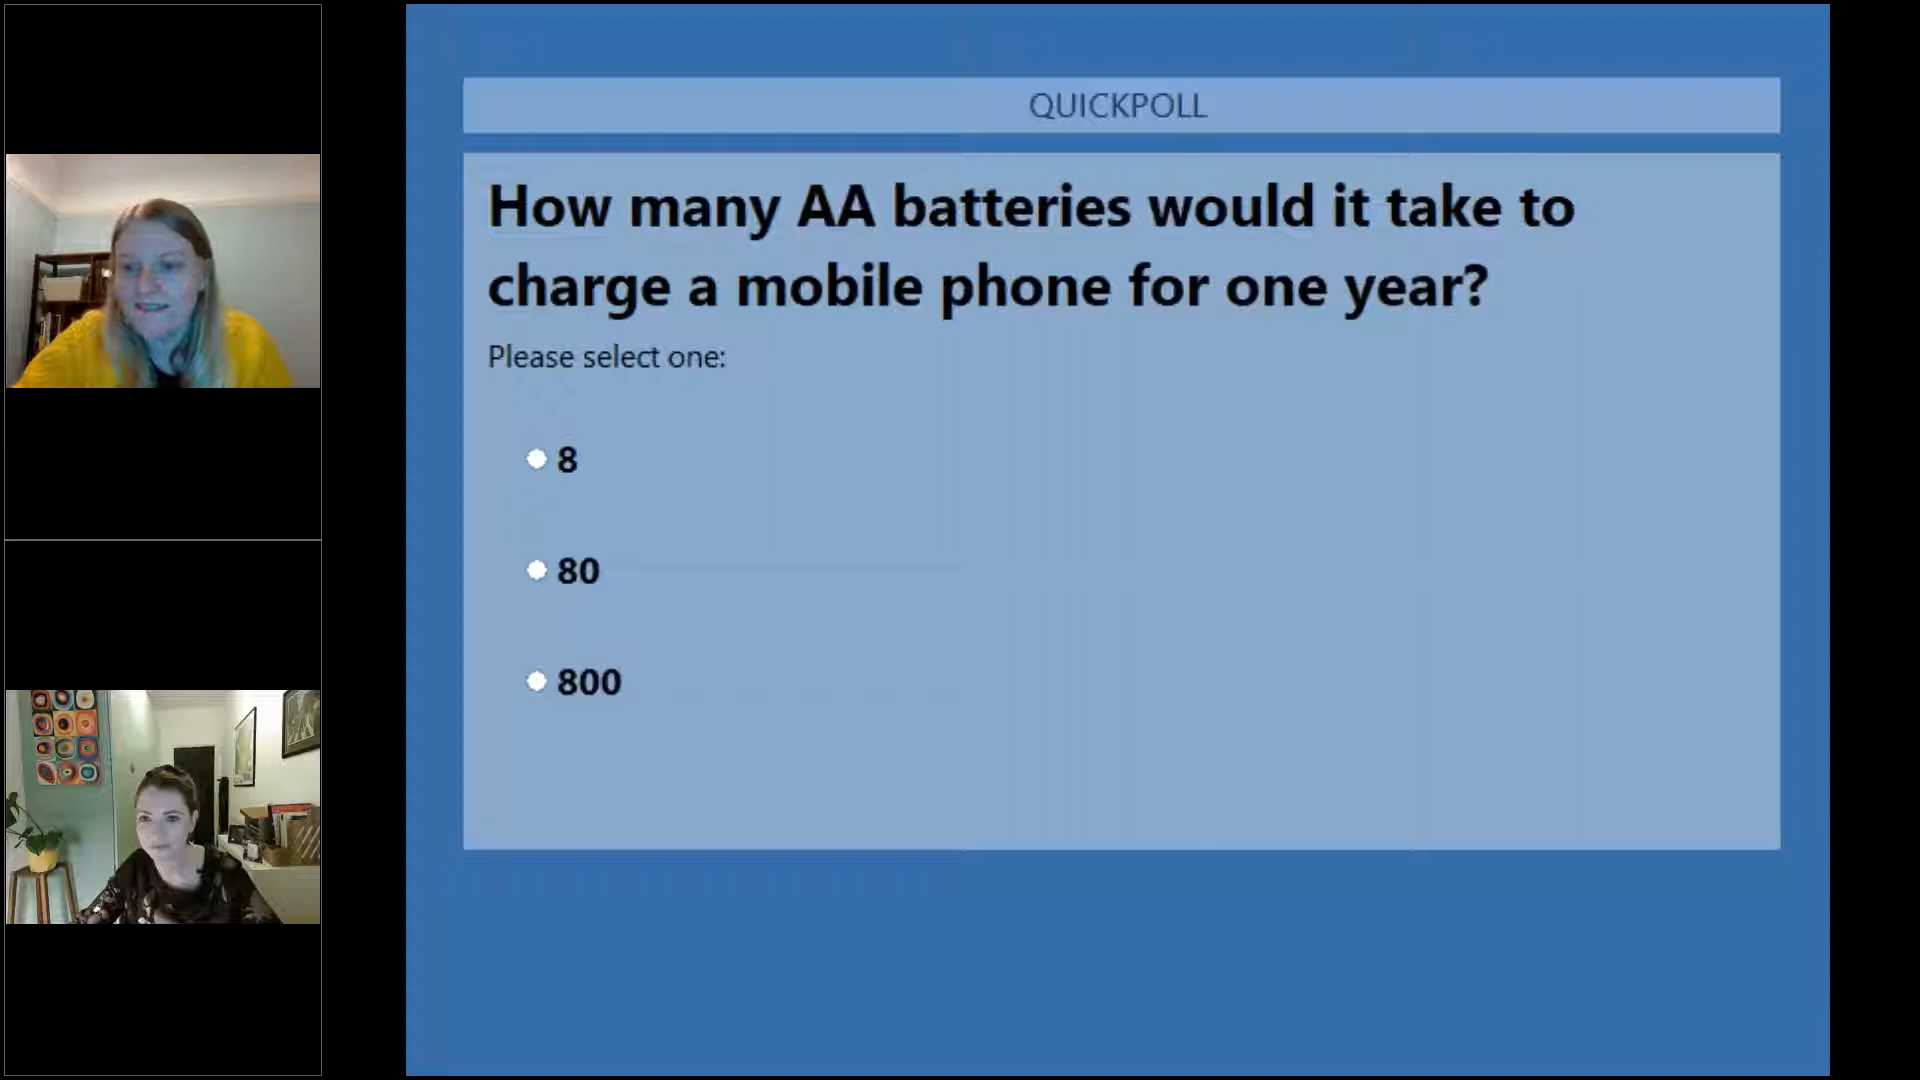 QUICKPOLL
How many AA batteries would it take to
charge a mobile phone for one year?
Please select one:
8
80
800